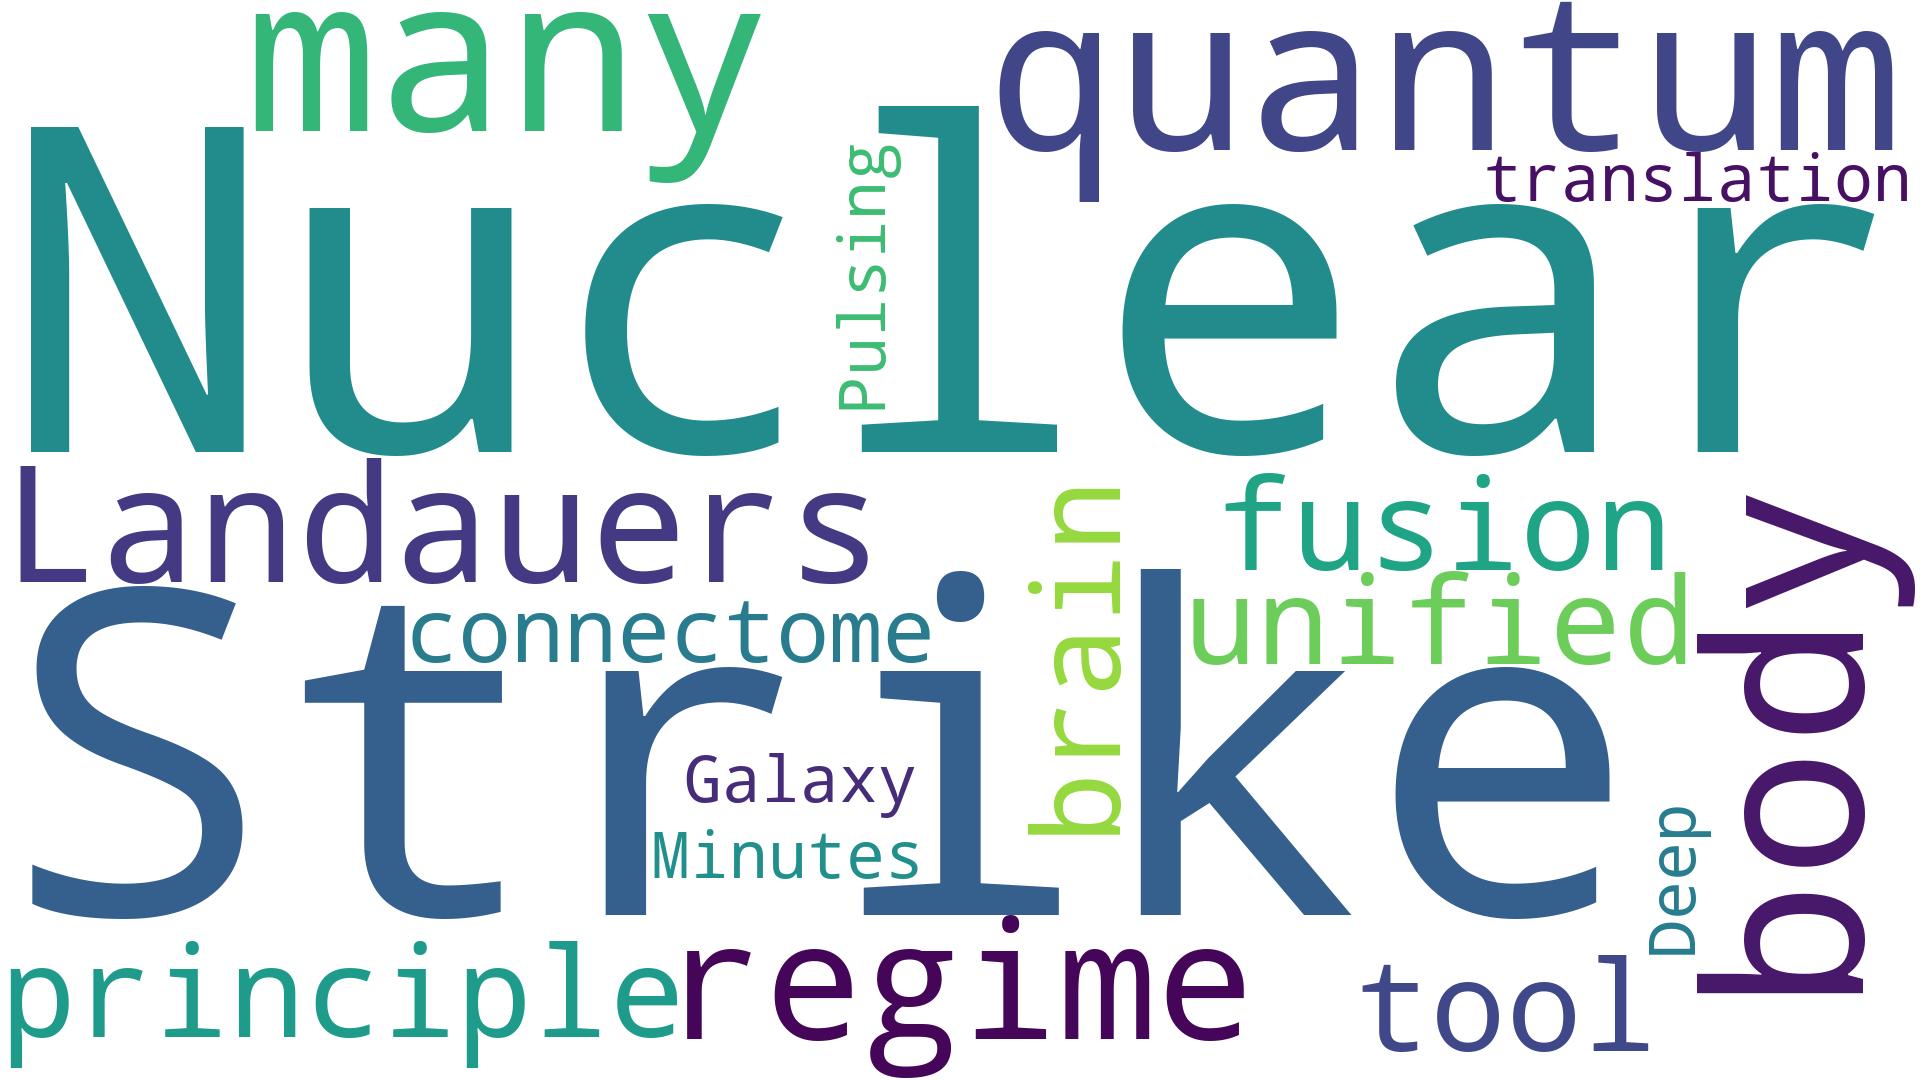 many
quantum
translation
Nuclear
Pulsing
Landauers
fusion
brain
body
connectome
unified
Strike
Galaxy
Minutes
Deep
principle
regime
tool